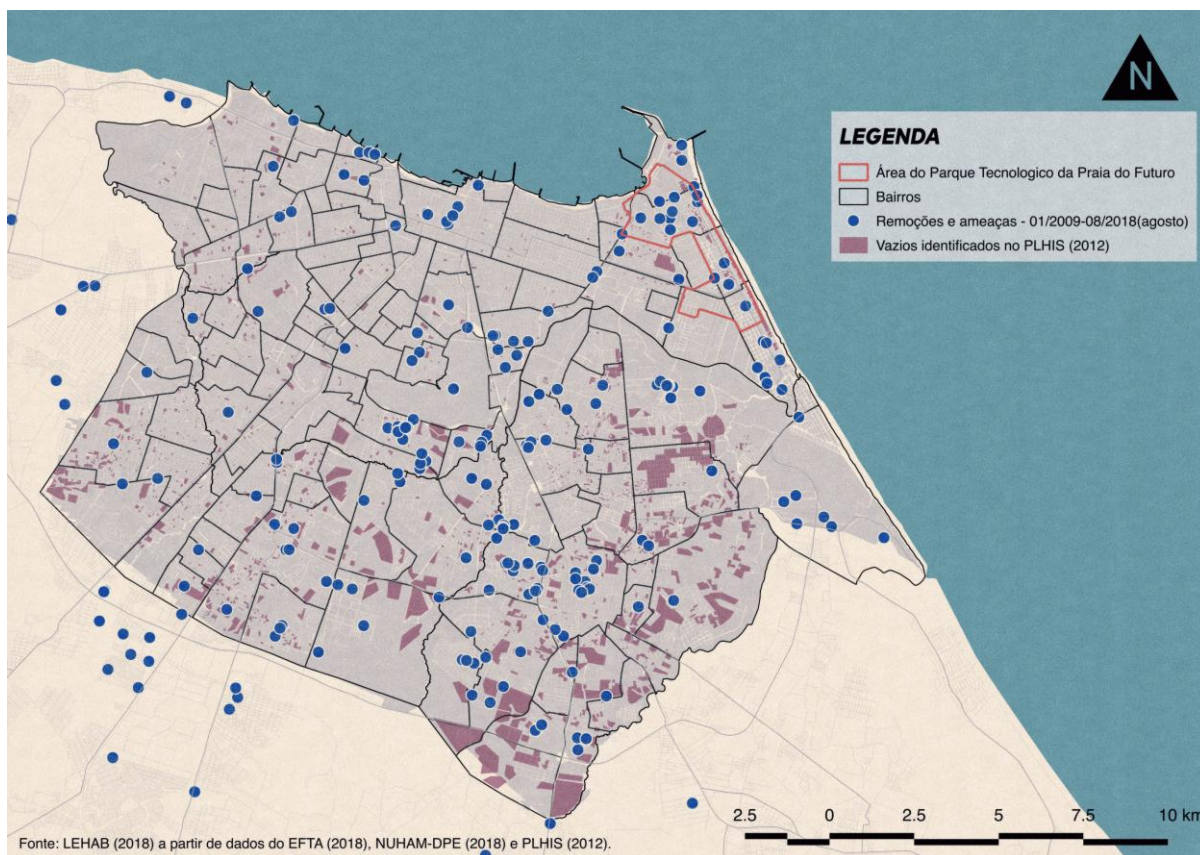 N
LEGENDA
Área do Parque Tecnologico da Praia do Futuro
Bairros
Remoções e ameaças - 01/2009-08/2018(agosto)
Vazios identificados no PLHIS (2012)
2.5 0 2.5 5 7.5 10 km
Fonte: LEHAB (2018) a partir de dados do EFTA (2018), NUHAM-DPE (2018) e PLHIS (2012).